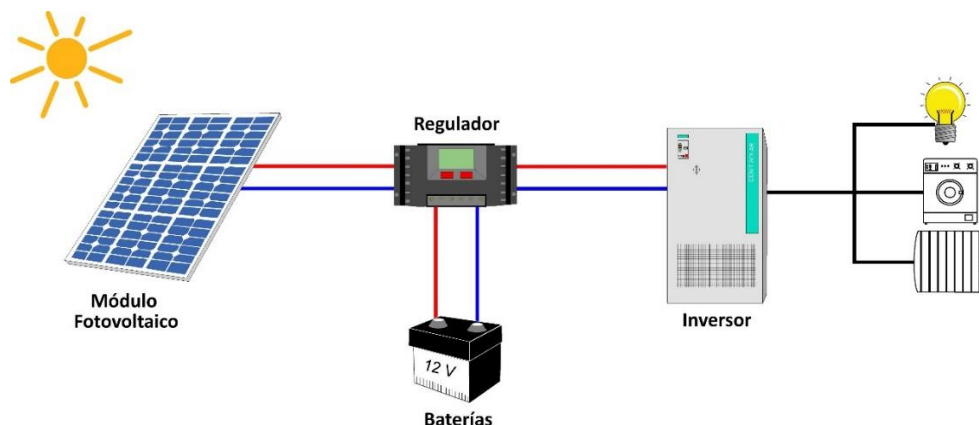 Regulador
Módulo
Fotovoltaico
Inversor
12 V
Baterías